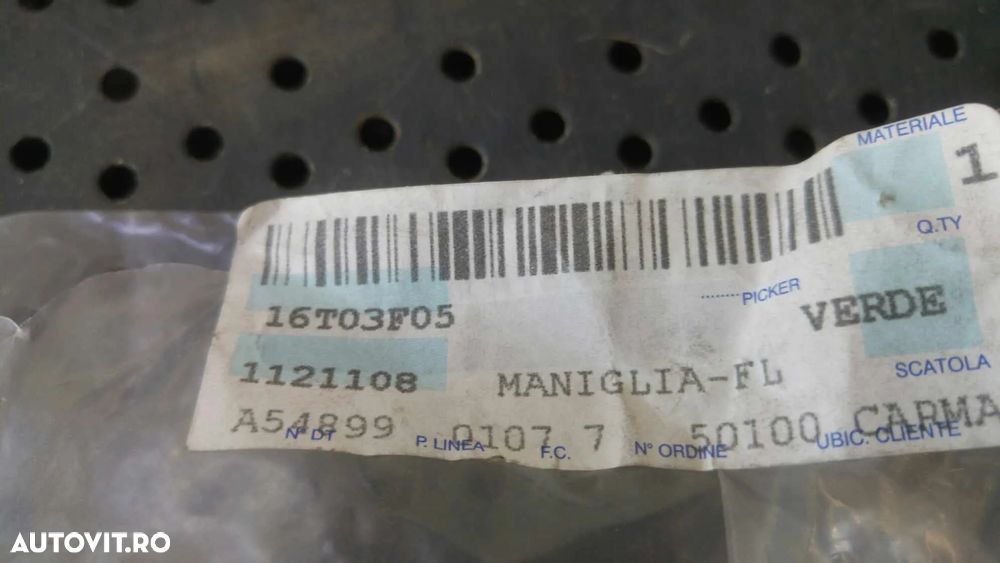 MATERIALE
1
Q.TY
PICKER
16T03F05
VERDE
1121108
MANIGLIA-FL
SCATOLA
A54899 0107 7 50100 CARMA
N° DT P. LINEA F.C. N° ORDINE UBIC. CLIENTE
AUTOVIT.RO